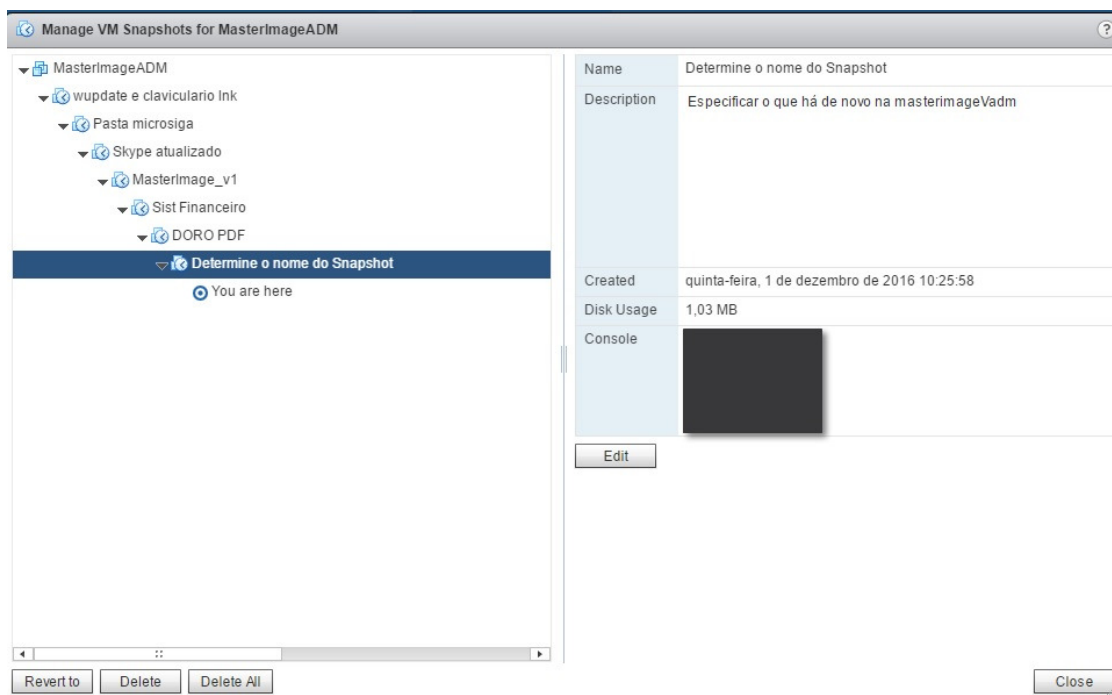 Manage VM Snapshots for MasterImageADM
?
MasterImageADM
wupdate e claviculario lnk
Pasta microsiga
Skype atualizado
MasterImage_v1
Sist Financeiro
DORO PDF
Determine o nome do Snapshot
You are here
Name Determine o nome do Snapshot
Description Especificar o que há de novo na masterimageVadm
Created quinta-feira, 1 de dezembro de 2016 10:25:58
Disk Usage 1,03 MB
Console
Edit
Revert to Delete Delete All Close